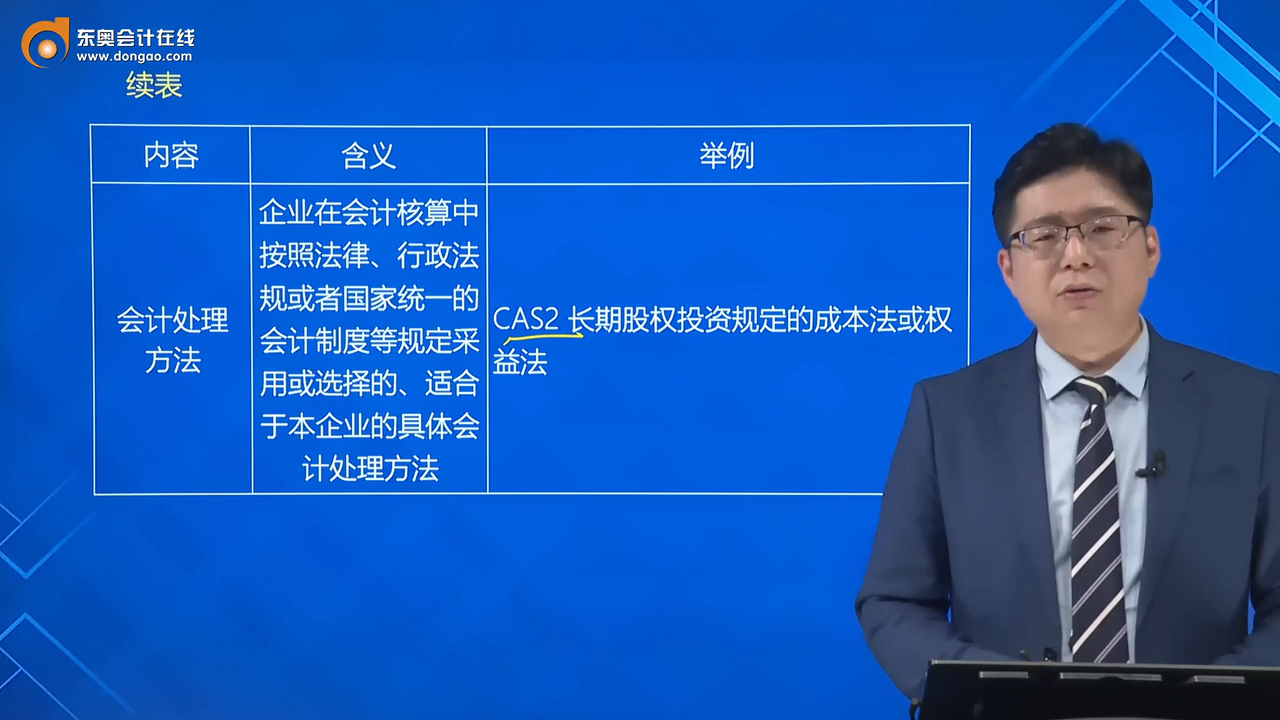 东奥会计在线
www.dongao.com
续表
内容
含义
举例
会计处理
方法
企业在会计核算中
按照法律、行政法
规或者国家统一的
会计制度等规定采
用或选择的、适合
于本企业的具体会
计处理方法
CAS2 长期股权投资规定的成本法或权
益法